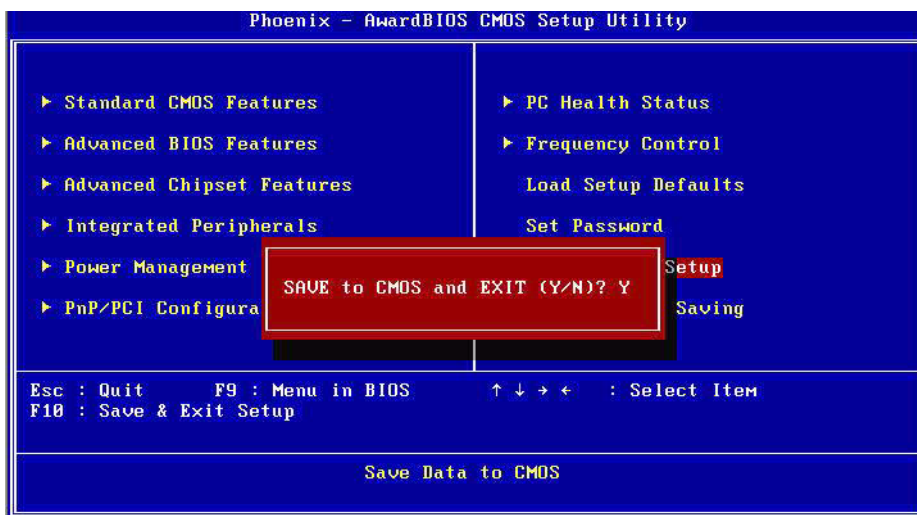 Phoenix - AwardBIOS CMOS Setup Utility
Standard CMOS Features
Advanced BIOS Features
Advanced Chipset Features
Integrated Peripherals
Power Management
PnP/PCI Configura
PC Health Status
Frequency Control
Load Setup Defaults
Set Password
Setup
Saving
SAVE to CMOS and EXIT (Y/N)? Y
Esc : Quit F9 : Menu in BIOS ↑ ↓ → ← : Select Item
F10 : Save & Exit Setup
Save Data to CMOS